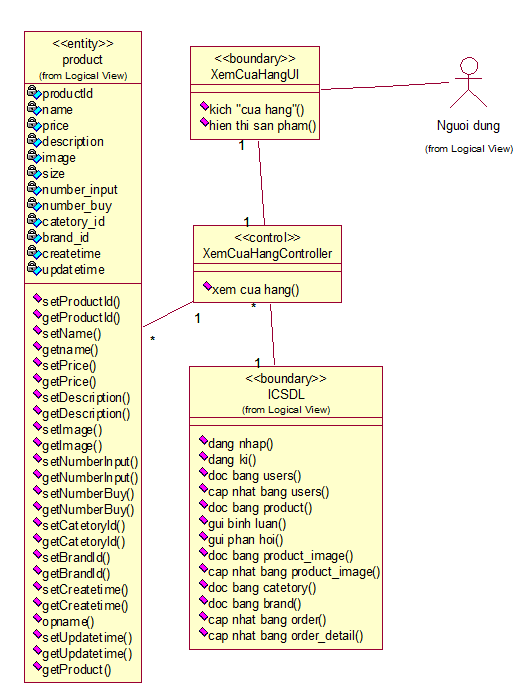 <<entity>>
product
(from Logical View)
productId
name
price
description
image
size
number_input
number_buy
catetory_id
brand_id
createtime
updatetime
setProductId()
getProductId()
setName()
getname()
setPrice()
getPrice()
setDescription()
getDescription()
setImage()
getImage()
setNumberInput()
getNumberInput()
setNumberBuy()
getNumberBuy()
setCatetoryId()
getCatetoryId()
setBrandId()
getBrandId()
setCreatetime()
getCreatetime()
opname()
setUpdatetime()
getUpdatetime()
getProduct()
<<boundary>>
XemCuaHangUI
kich "cua hang"()
hien thi san pham()
Nguoi dung
(from Logical View)
1
1
<<control>>
XemCuaHangController
xem cua hang()
1
*
*
1
<<boundary>>
ICSDL
(from Logical View)
dang nhap()
dang ki()
doc bang users()
cap nhat bang users()
doc bang product()
gui binh luan()
gui phan hoi()
doc bang product_image()
cap nhat bang product_image()
doc bang catetory()
doc bang brand()
cap nhat bang order()
cap nhat bang order_detail()